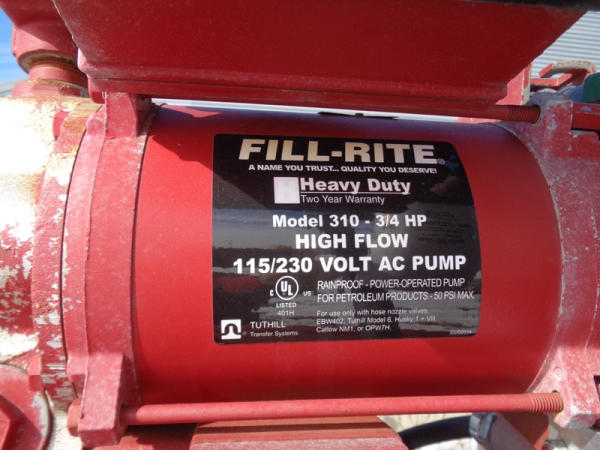 FILL-RITE®
A NAME YOU TRUST... QUALITY YOU DESERVE!
Heavy Duty
Two Year Warranty
Model 310 - 3/4 HP
HIGH FLOW
115/230 VOLT AC PUMP
C UL US
LISTED
401H
RAINPROOF - POWER-OPERATED PUMP
FOR PETROLEUM PRODUCTS - 50 PSI MAX
For use only with hose nozzle valves:
EBW402, Tuthill Model 6, Husky 1 + VIII,
Catlow NM1, or OPW7H.
TUTHILL
Transfer Systems